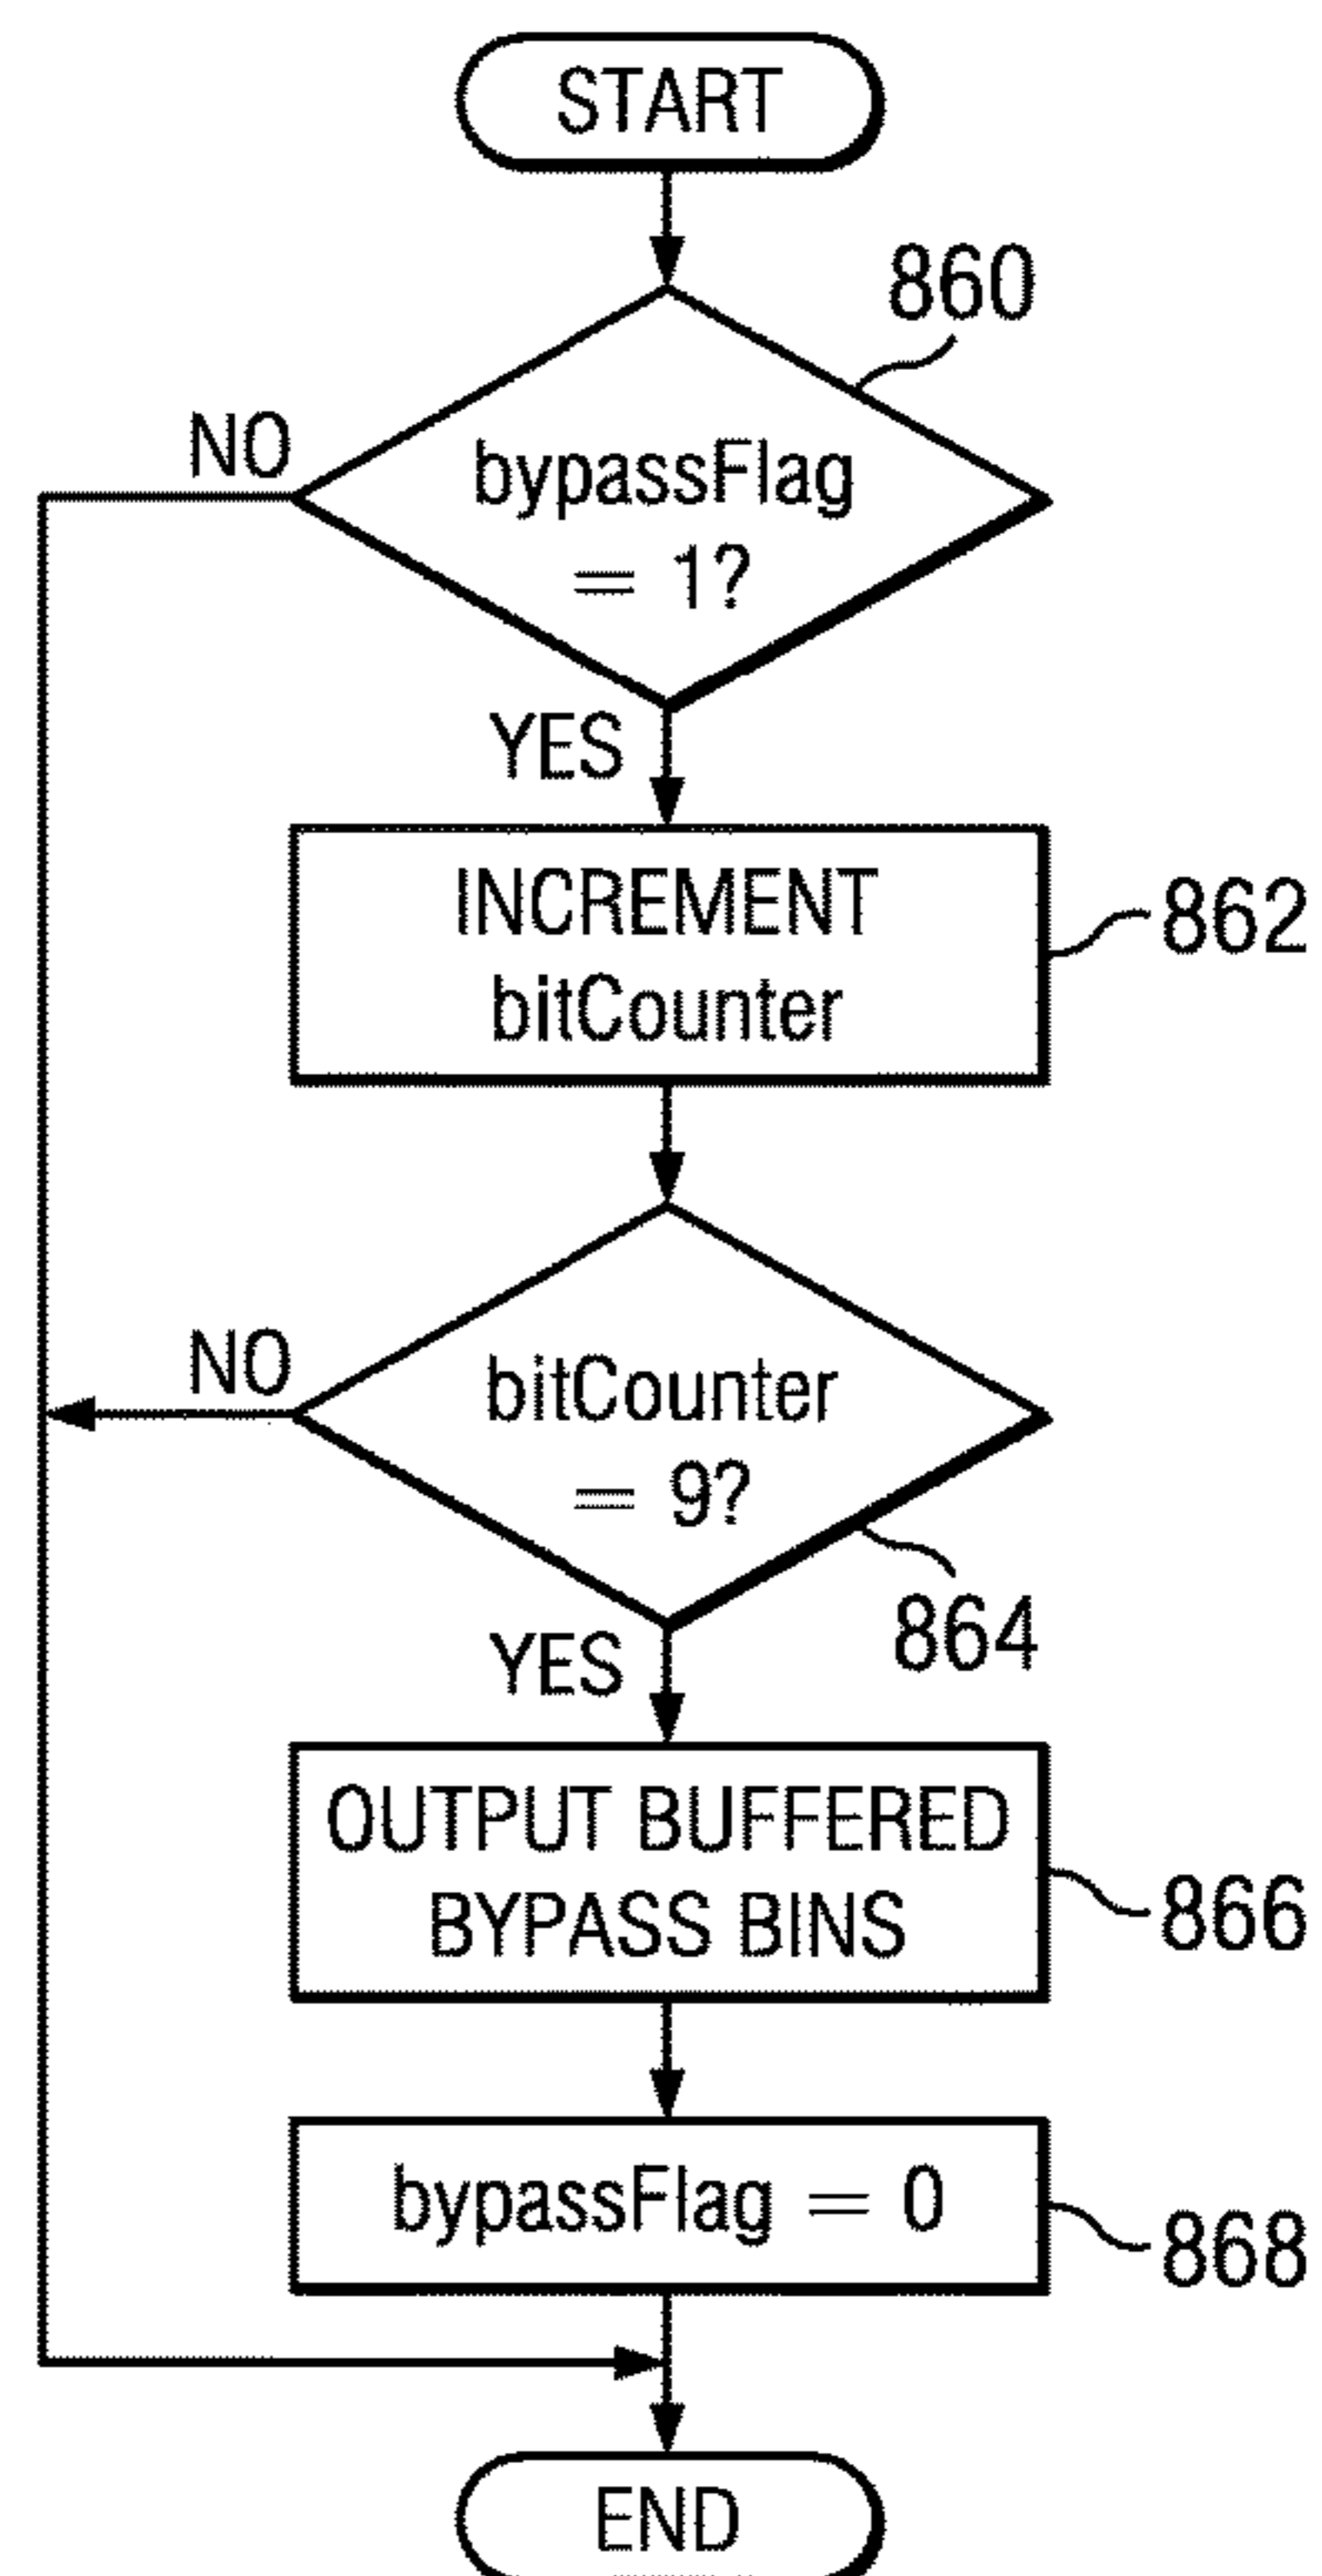 START
860
NO
bypassFlag
= 1?
YES
INCREMENT
bitCounter
862
NO
bitCounter
= 9?
864
YES
OUTPUT BUFFERED
BYPASS BINS
866
bypassFlag = 0
868
END